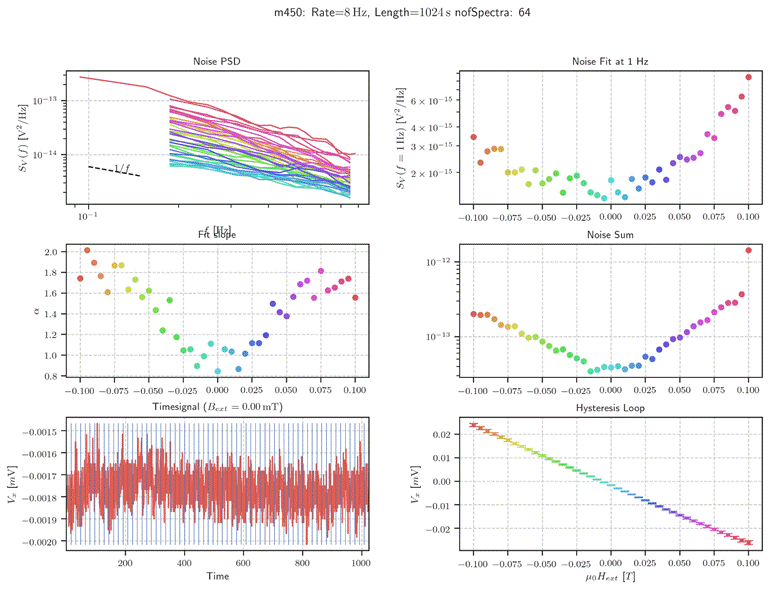 m450: Rate=8 Hz, Length=1024 s nofSpectra: 64
Noise PSD
S_V (f) [V²/Hz]
10⁻¹³
10⁻¹⁴
1/f
10⁻¹
f [Hz]
Noise Fit at 1 Hz
S_V (f = 1 Hz) [V²/Hz]
6 × 10⁻¹⁵
4 × 10⁻¹⁵
3 × 10⁻¹⁵
2 × 10⁻¹⁵
−0.100 −0.075 −0.050 −0.025 0.000 0.025 0.050 0.075 0.100
Fit slope
α
2.0
1.8
1.6
1.4
1.2
1.0
0.8
−0.100 −0.075 −0.050 −0.025 0.000 0.025 0.050 0.075 0.100
Noise Sum
10⁻¹²
10⁻¹³
−0.100 −0.075 −0.050 −0.025 0.000 0.025 0.050 0.075 0.100
Timesignal (B_ext = 0.00 mT)
V_x [mV]
−0.0015
−0.0016
−0.0017
−0.0018
−0.0019
−0.0020
200 400 600 800 1000
Time
Hysteresis Loop
V_x [mV]
0.02
0.01
0.00
−0.01
−0.02
−0.100 −0.075 −0.050 −0.025 0.000 0.025 0.050 0.075 0.100
μ₀H_ext [T]